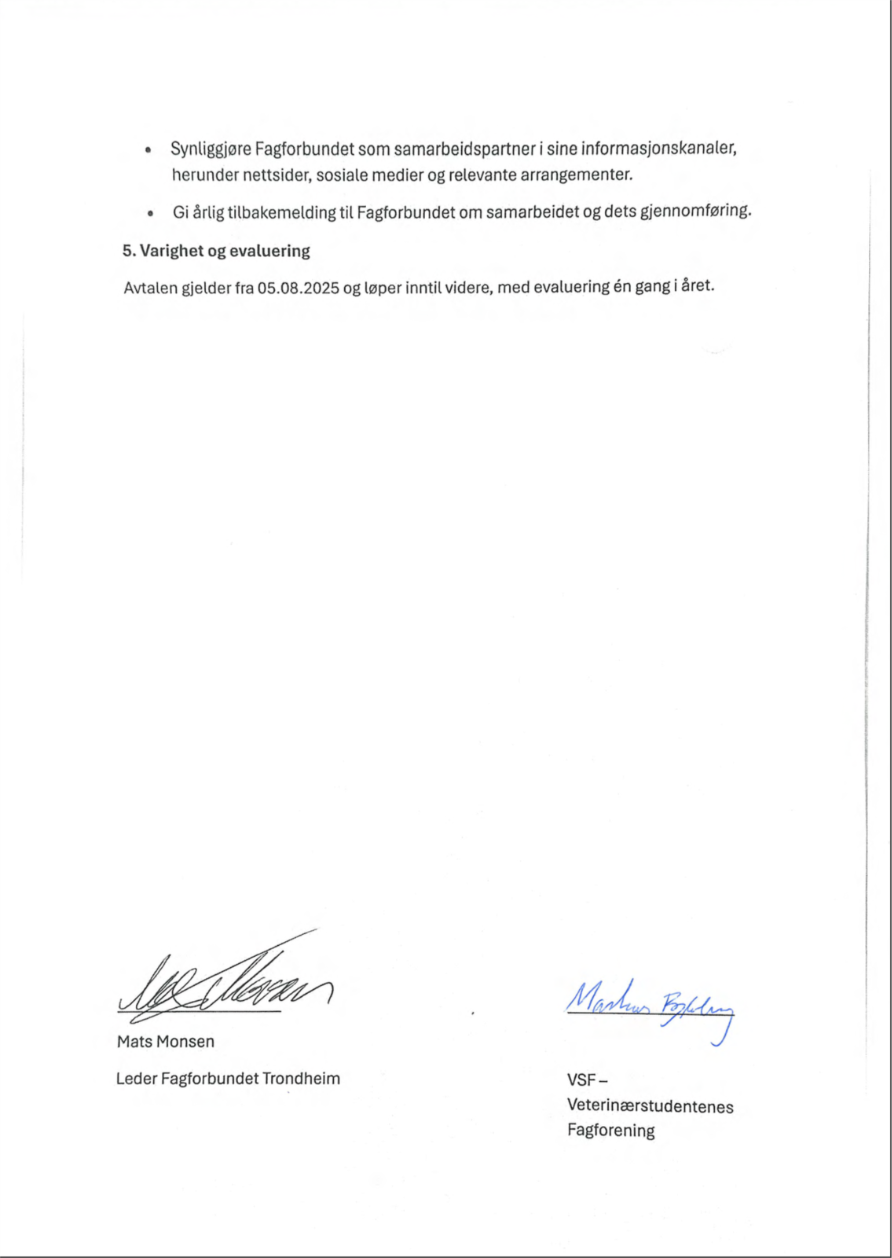 • Synliggjøre Fagforbundet som samarbeidspartner i sine informasjonskanaler,
herunder nettsider, sosiale medier og relevante arrangementer.
• Gi årlig tilbakemelding til Fagforbundet om samarbeidet og dets gjennomføring.
5. Varighet og evaluering
Avtalen gjelder fra 05.08.2025 og løper inntil videre, med evaluering én gang i året.
Mats Monsen
Leder Fagforbundet Trondheim
Markus
VSF –
Veterinærstudentenes
Fagforening